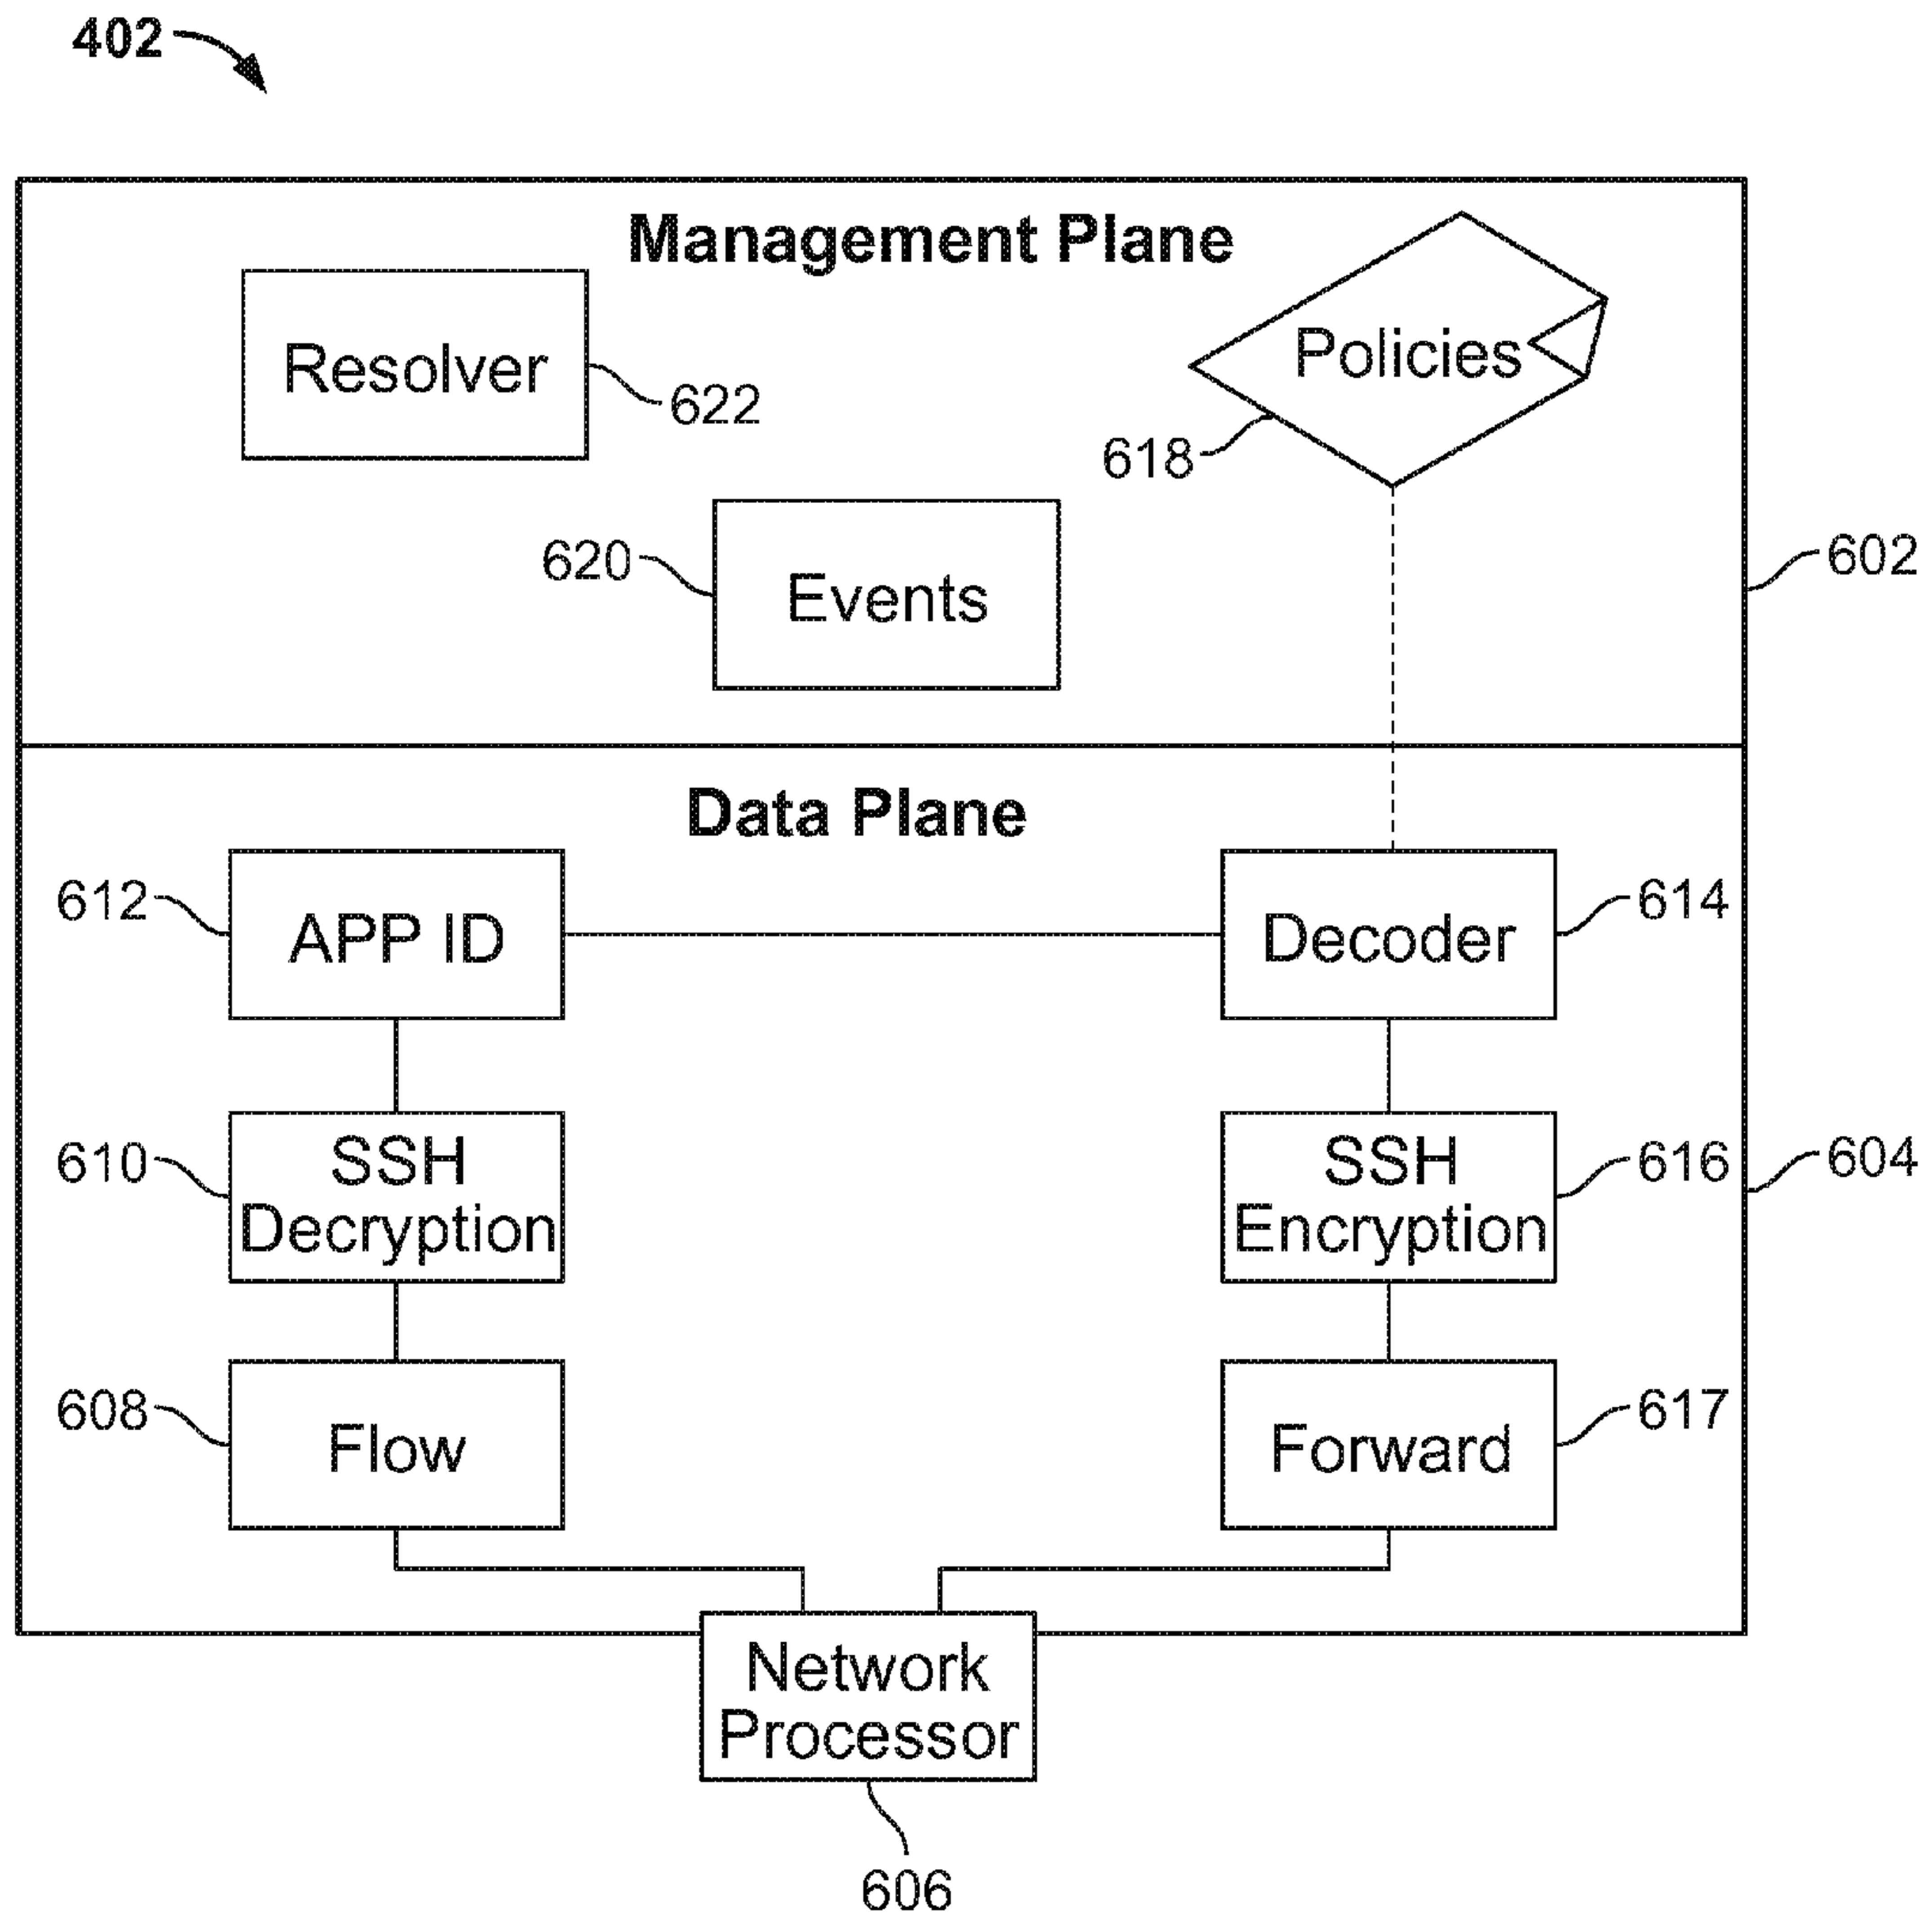 402
Management Plane
Resolver
622
Policies
618
620
Events
602
Data Plane
612
APP ID
Decoder
614
610
SSH
Decryption
SSH
Encryption
616
604
608
Flow
Forward
617
Network
Processor
606